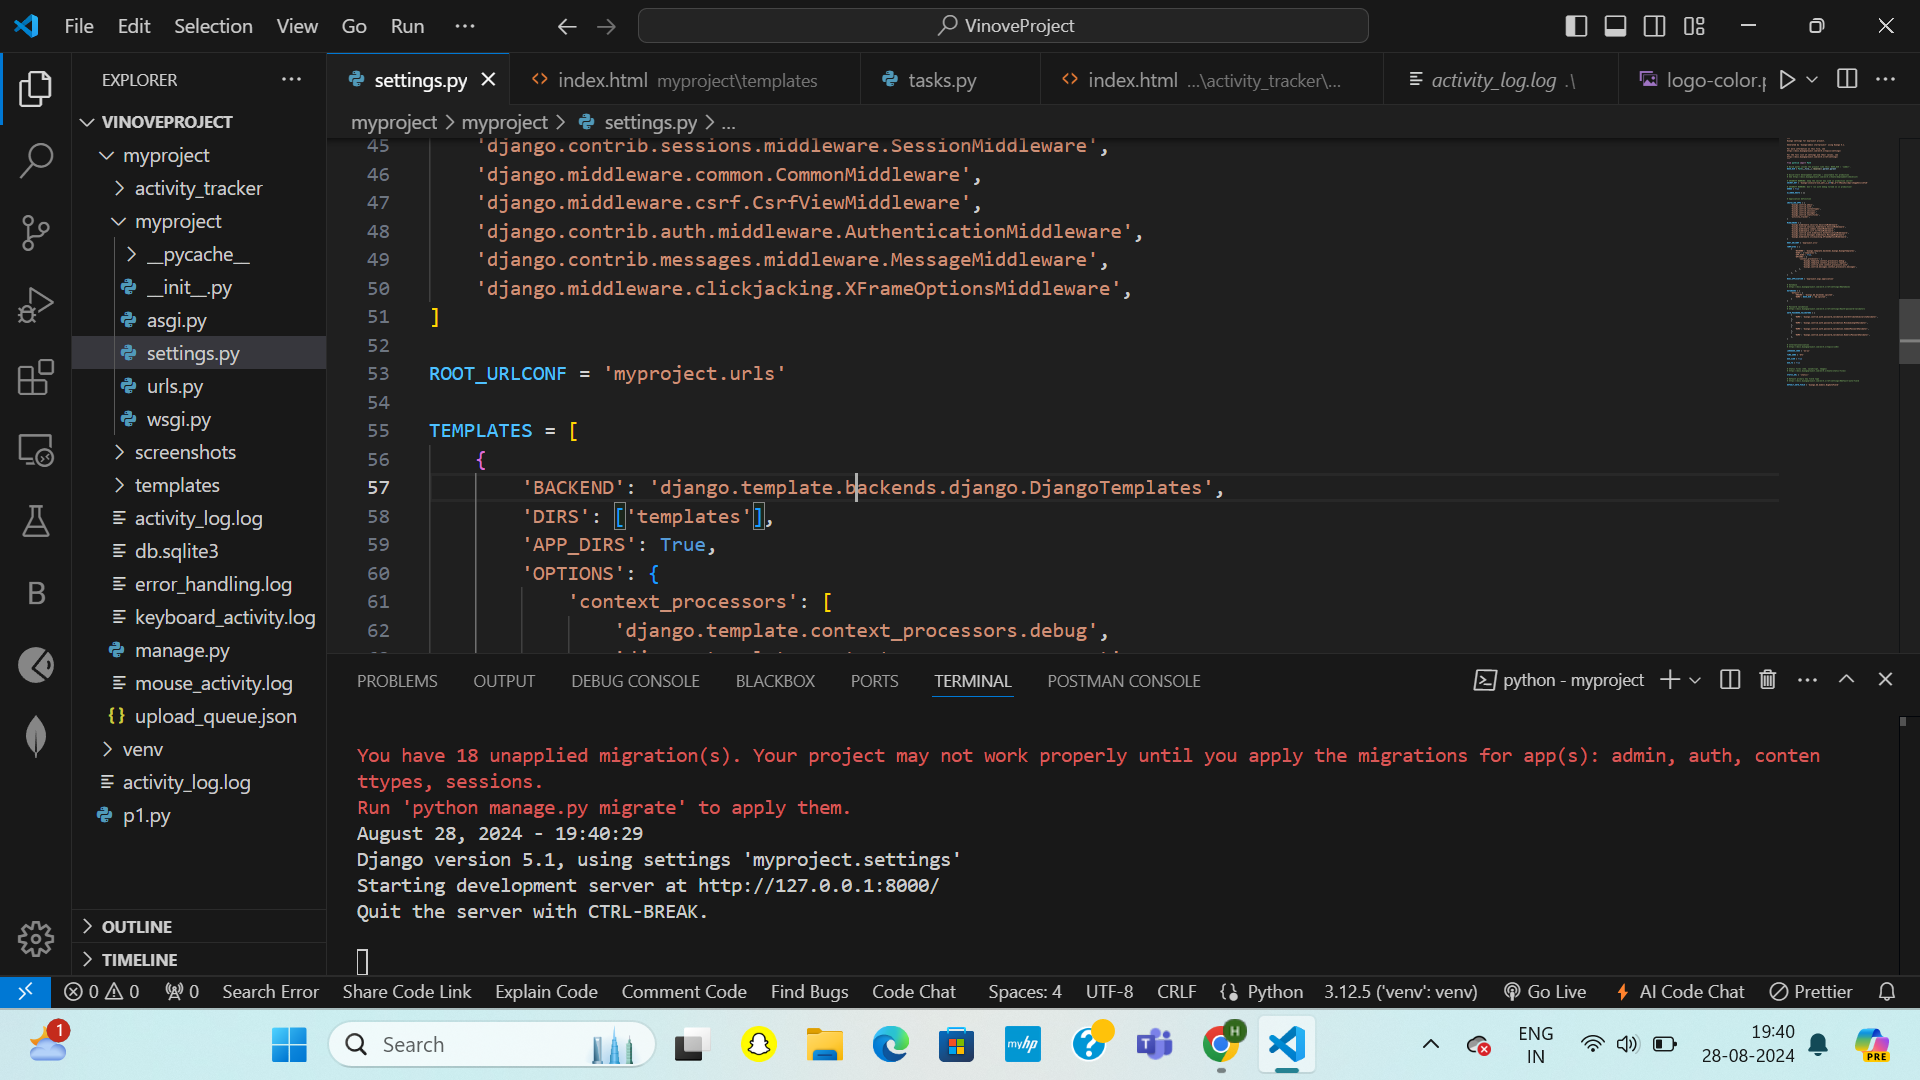 File Edit Selection View Go Run ... VinoveProject
EXPLORER
VINOVEPROJECT
myproject
activity_tracker
myproject
__pycache__
__init__.py
asgi.py
settings.py
urls.py
wsgi.py
screenshots
templates
activity_log.log
db.sqlite3
error_handling.log
keyboard_activity.log
manage.py
mouse_activity.log
upload_queue.json
venv
activity_log.log
p1.py
OUTLINE
TIMELINE
settings.py index.html myproject\templates tasks.py index.html ...\activity_tracker\... activity_log.log .\ logo-color.p
myproject > myproject > settings.py > ...
45 'django.contrib.sessions.middleware.SessionMiddleware',
46 'django.middleware.common.CommonMiddleware',
47 'django.middleware.csrf.CsrfViewMiddleware',
48 'django.contrib.auth.middleware.AuthenticationMiddleware',
49 'django.contrib.messages.middleware.MessageMiddleware',
50 'django.middleware.clickjacking.XFrameOptionsMiddleware',
51 ]
52
53 ROOT_URLCONF = 'myproject.urls'
54
55 TEMPLATES = [
56 {
57 'BACKEND': 'django.template.backends.django.DjangoTemplates',
58 'DIRS': ['templates'],
59 'APP_DIRS': True,
60 'OPTIONS': {
61 'context_processors': [
62 'django.template.context_processors.debug',
PROBLEMS OUTPUT DEBUG CONSOLE BLACKBOX PORTS TERMINAL POSTMAN CONSOLE python - myproject
You have 18 unapplied migration(s). Your project may not work properly until you apply the migrations for app(s): admin, auth, conten
ttypes, sessions.
Run 'python manage.py migrate' to apply them.
August 28, 2024 - 19:40:29
Django version 5.1, using settings 'myproject.settings'
Starting development server at http://127.0.0.1:8000/
Quit the server with CTRL-BREAK.
0 0 0 Search Error Share Code Link Explain Code Comment Code Find Bugs Code Chat Spaces: 4 UTF-8 CRLF Python 3.12.5 ('venv': venv) Go Live AI Code Chat Prettier
1 Search myhp H ENG 19:40
IN 28-08-2024 PRE